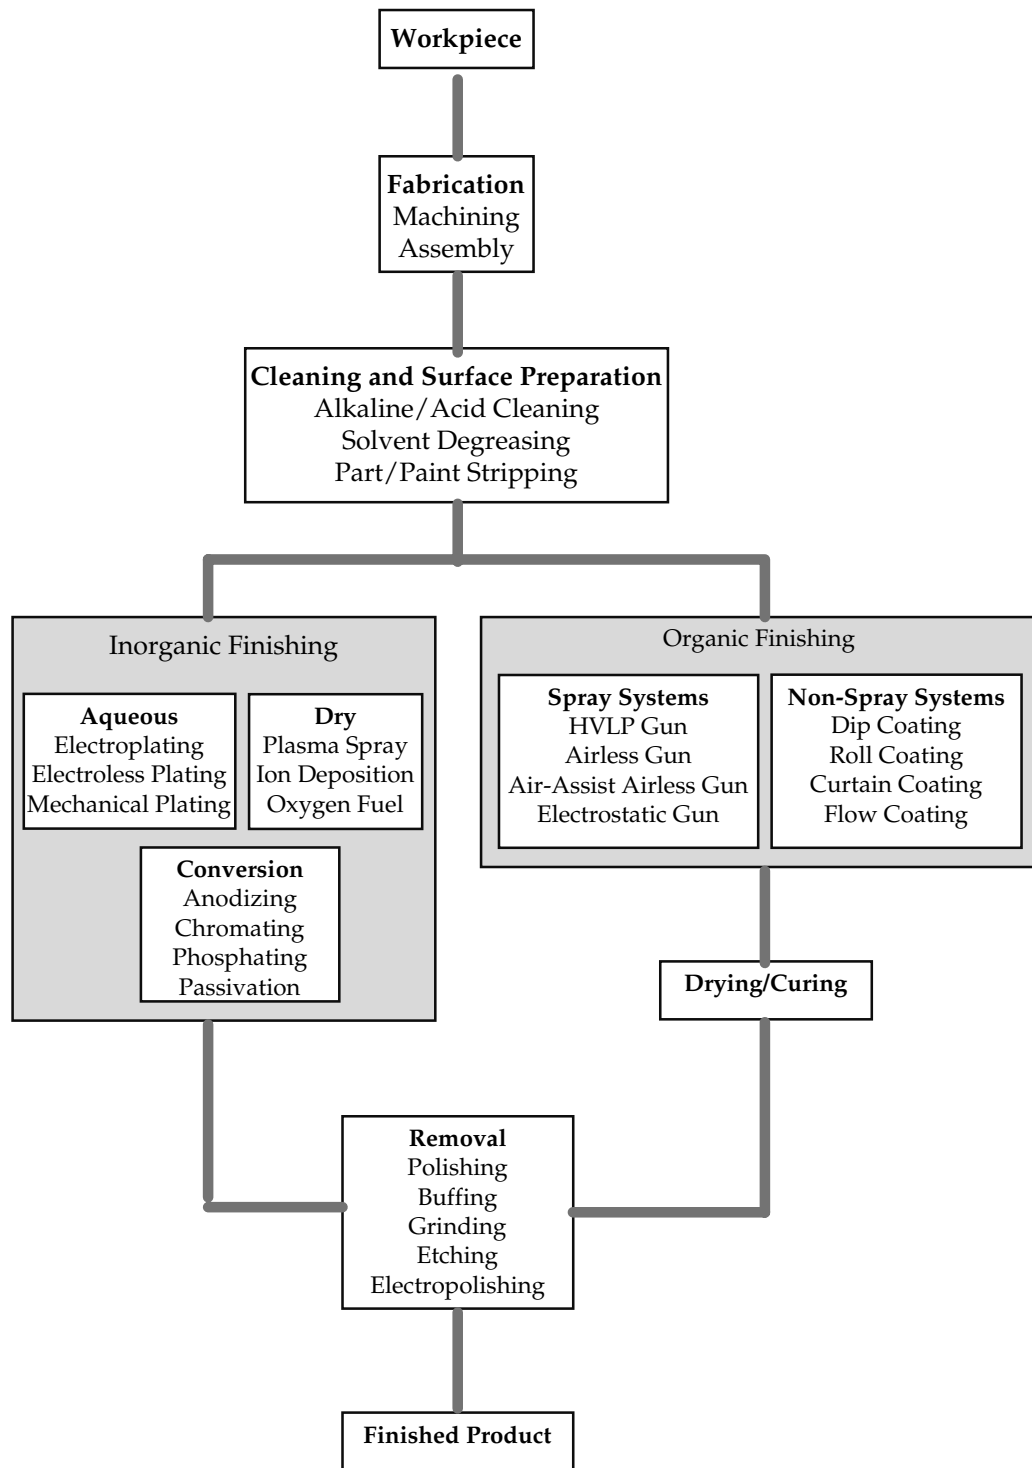 Workpiece
Fabrication
Machining
Assembly
Cleaning and Surface Preparation
Alkaline/Acid Cleaning
Solvent Degreasing
Part/Paint Stripping
Inorganic Finishing
Aqueous
Electroplating
Electroless Plating
Mechanical Plating
Dry
Plasma Spray
Ion Deposition
Oxygen Fuel
Conversion
Anodizing
Chromating
Phosphating
Passivation
Organic Finishing
Spray Systems
HVLP Gun
Airless Gun
Air-Assist Airless Gun
Electrostatic Gun
Non-Spray Systems
Dip Coating
Roll Coating
Curtain Coating
Flow Coating
Drying/Curing
Removal
Polishing
Buffing
Grinding
Etching
Electropolishing
Finished Product